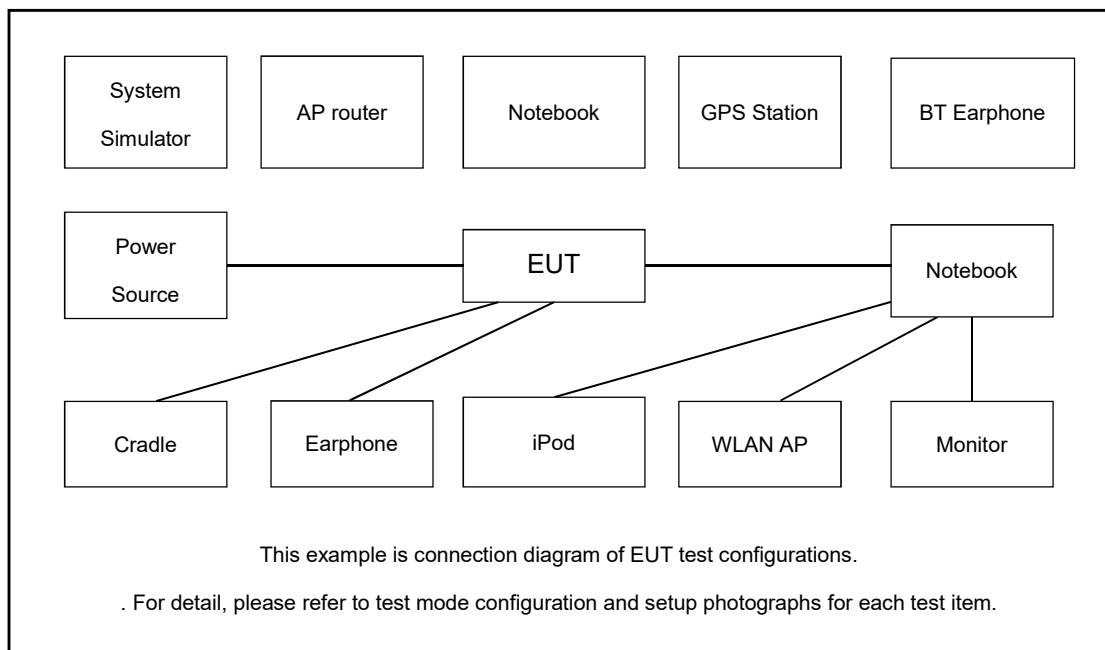 System
Simulator
AP router
Notebook
GPS Station
BT Earphone
Power
Source
EUT
Notebook
Cradle
Earphone
iPod
WLAN AP
Monitor
This example is connection diagram of EUT test configurations.
. For detail, please refer to test mode configuration and setup photographs for each test item.